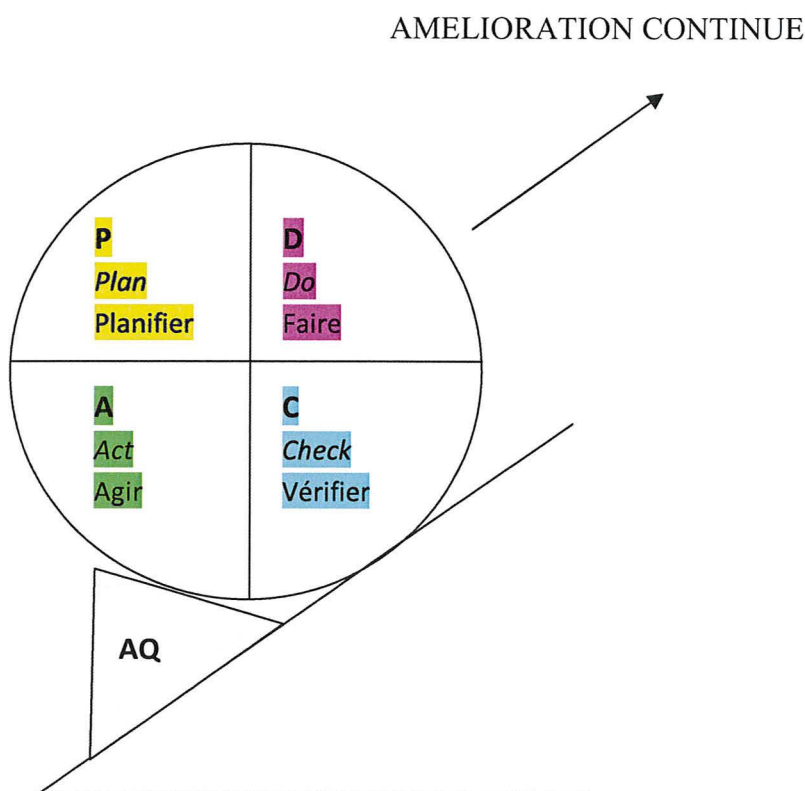 AMELIORATION CONTINUE
P
Plan
Planifier
D
Do
Faire
A
Act
Agir
C
Check
Vérifier
AQ